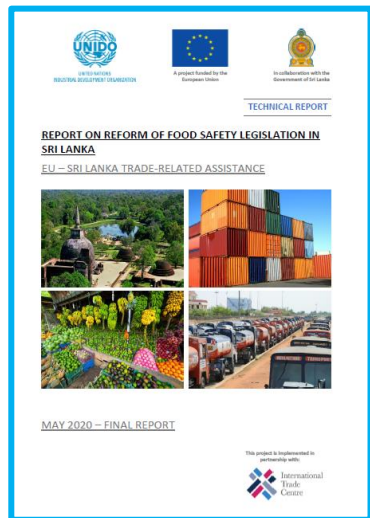 UNIDO
UNITED NATIONS
INDUSTRIAL DEVELOPMENT ORGANIZATION
A project funded by the
European Union
In collaboration with the
Government of Sri Lanka
TECHNICAL REPORT
REPORT ON REFORM OF FOOD SAFETY LEGISLATION IN
SRI LANKA
EU – SRI LANKA TRADE-RELATED ASSISTANCE
MAY 2020 – FINAL REPORT
This project is implemented in
partnership with:
International
Trade
Centre